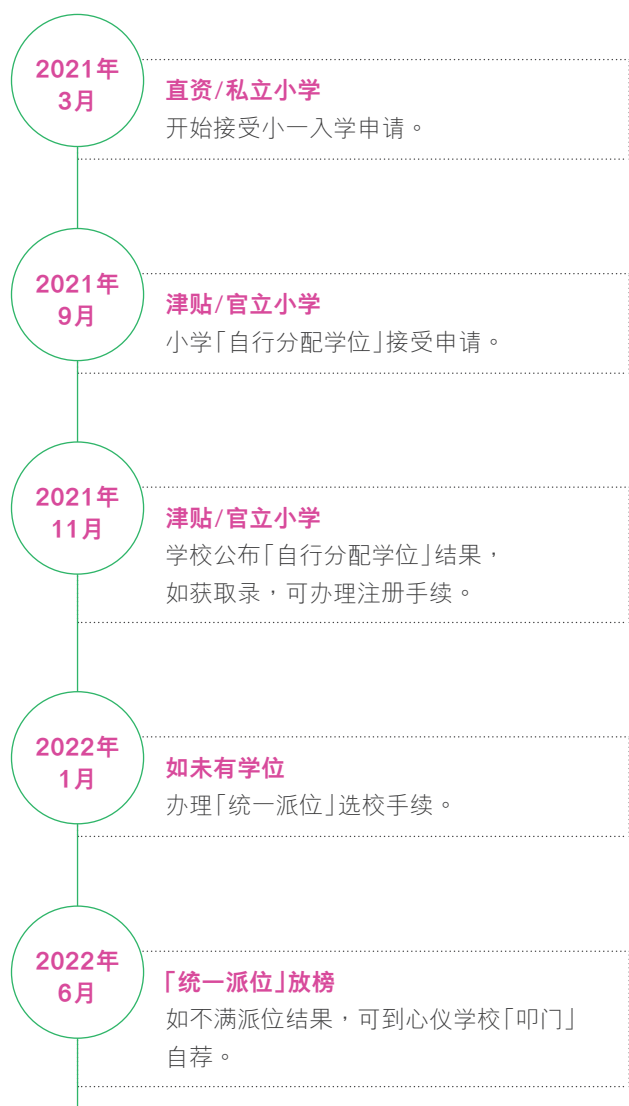 2021年
3月
直资/私立小学
开始接受小一入学申请。
2021年
9月
津贴/官立小学
小学「自行分配学位」接受申请。
2021年
11月
津贴/官立小学
学校公布「自行分配学位」结果，
如获取录，可办理注册手续。
2022年
1月
如未有学位
办理「统一派位」选校手续。
2022年
6月
「统一派位」放榜
如不满派位结果，可到心仪学校「叩门」
自荐。